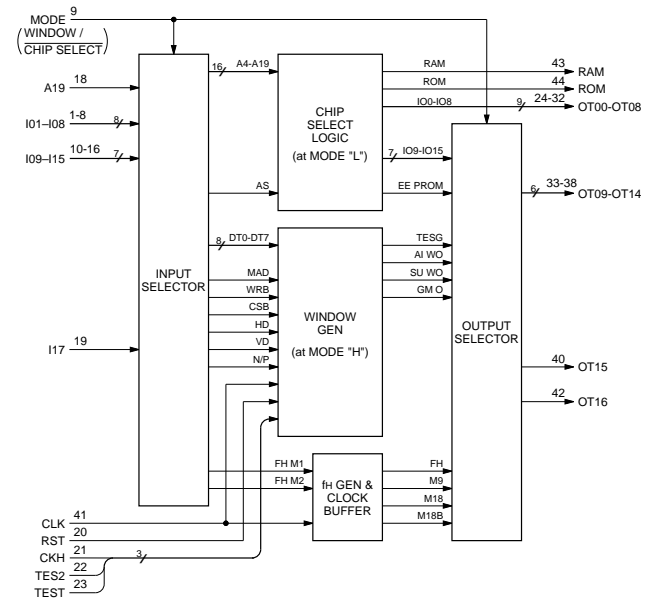 MODE 9
(WINDOW /
CHIP SELECT)
A19 18
I01–I08 1-8 8
I09–I15 10-16 7
I17 19
CLK 41
RST 20
CKH 21
TES2 22
TEST 23
3
INPUT
SELECTOR
16 A4-A19
AS
8 DT0-DT7
MAD
WRB
CSB
HD
VD
N/P
FH M1
FH M2
CHIP
SELECT
LOGIC
(at MODE "L")
WINDOW
GEN
(at MODE "H")
fH GEN &
CLOCK
BUFFER
RAM 43 RAM
ROM 44 ROM
IO0-IO8 9 24-32 OT00-OT08
7 IO9-IO15
EE PROM
TESG
AI WO
SU WO
GM O
FH
M9
M18
M18B
OUTPUT
SELECTOR
33-38
6 OT09-OT14
40 OT15
42 OT16